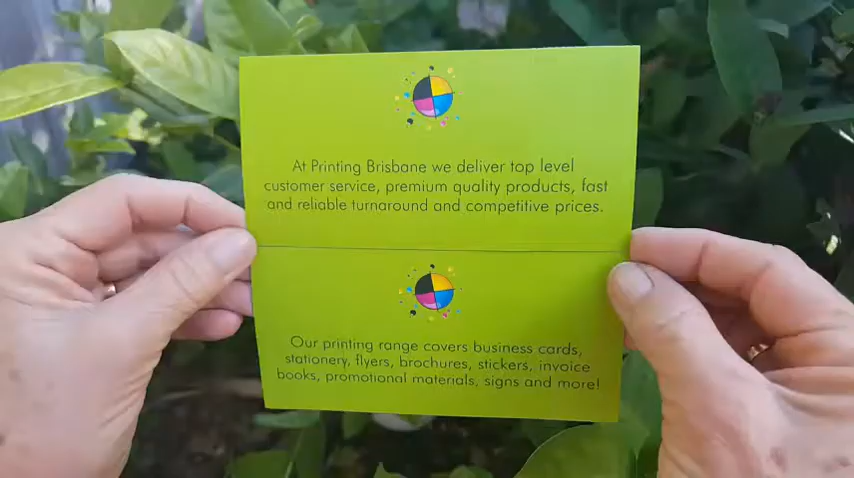 At Printing Brisbane we deliver top level
customer service, premium quality products, fast
and reliable turnaround and competitive prices.
Our printing range covers business cards,
stationery, flyers, brochures, stickers, invoice
books, promotional materials, signs and more!